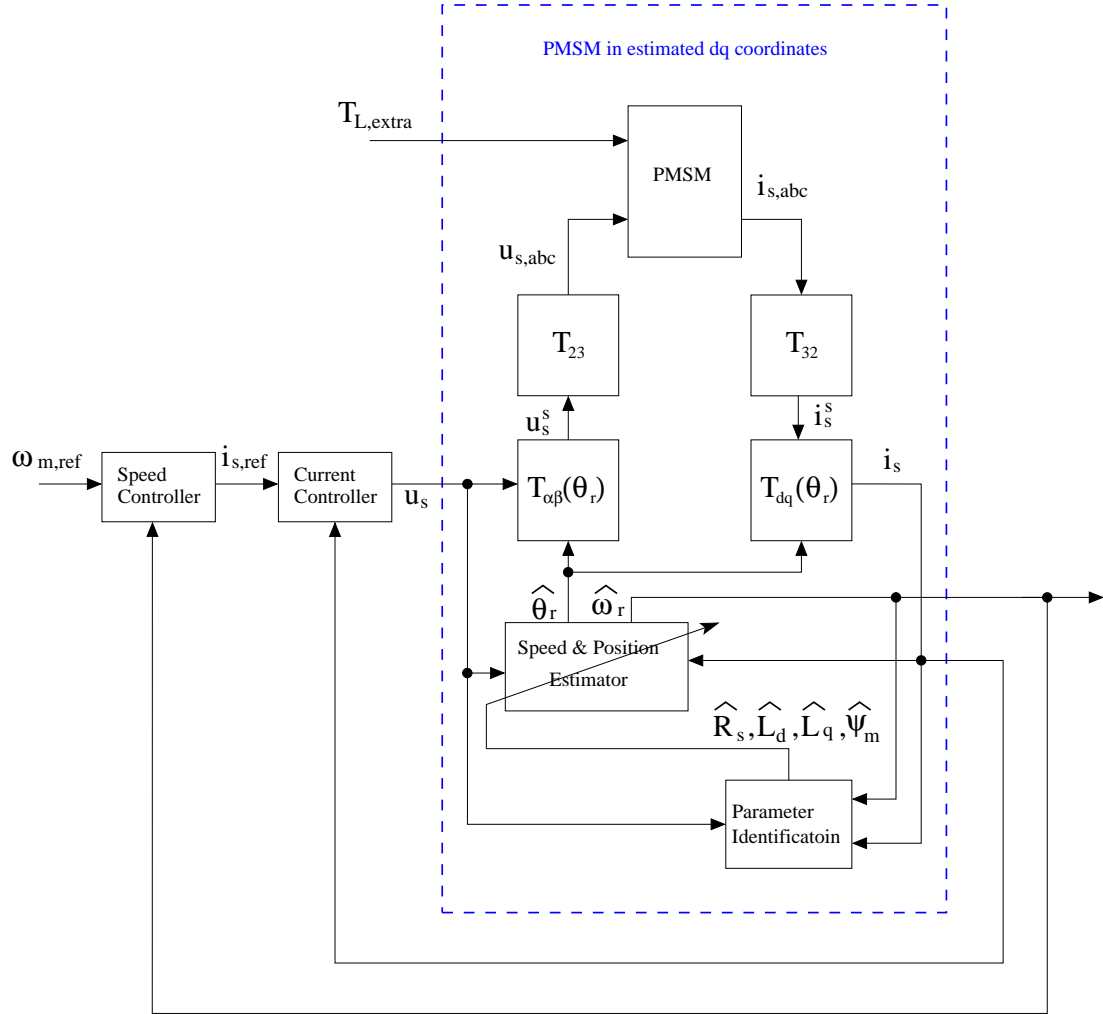 PMSM in estimated dq coordinates
T_L,extra
PMSM
i_s,abc
u_s,abc
T_23
T_32
u_s^s
i_s^s
ω_m,ref
Speed
Controller
i_s,ref
Current
Controller
u_s
T_αβ(θ_r)
T_dq(θ_r)
i_s
θ̂_r
ω̂_r
Speed & Position
Estimator
R̂_s, L̂_d, L̂_q, ψ̂_m
Parameter
Identificatoin